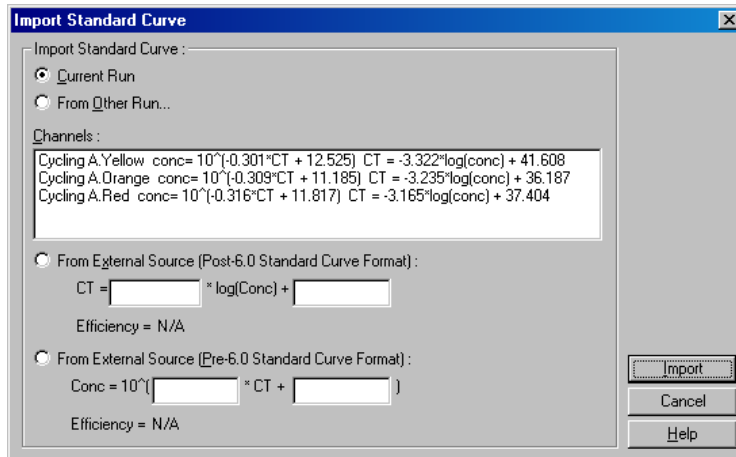 Import Standard Curve
Import Standard Curve :
Current Run
From Other Run...
Channels :
Cycling A.Yellow conc= 10^(-0.301*CT + 12.525) CT = -3.322*log(conc) + 41.608
Cycling A.Orange conc= 10^(-0.309*CT + 11.185) CT = -3.235*log(conc) + 36.187
Cycling A.Red conc= 10^(-0.316*CT + 11.817) CT = -3.165*log(conc) + 37.404
From External Source (Post-6.0 Standard Curve Format) :
CT = * log(Conc) +
Efficiency = N/A
From External Source (Pre-6.0 Standard Curve Format) :
Conc = 10^( * CT + )
Efficiency = N/A
Import
Cancel
Help